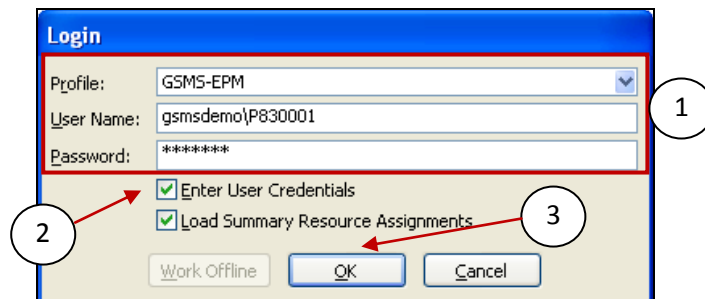 Login
Profile: GSMS-EPM
User Name: gsmsdemo\P830001
Password: *******
1
Enter User Credentials
Load Summary Resource Assignments
2
3
Work Offline OK Cancel